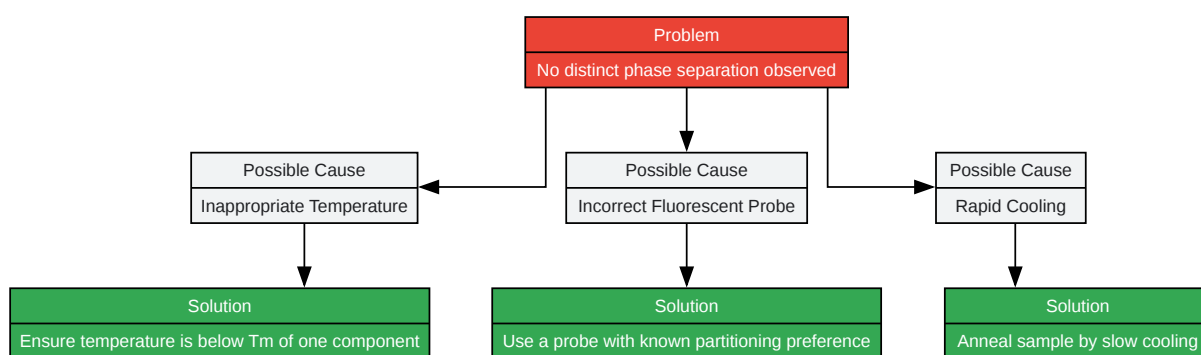 Problem
No distinct phase separation observed
Possible Cause
Inappropriate Temperature
Possible Cause
Incorrect Fluorescent Probe
Possible Cause
Rapid Cooling
Solution
Ensure temperature is below Tm of one component
Solution
Use a probe with known partitioning preference
Solution
Anneal sample by slow cooling